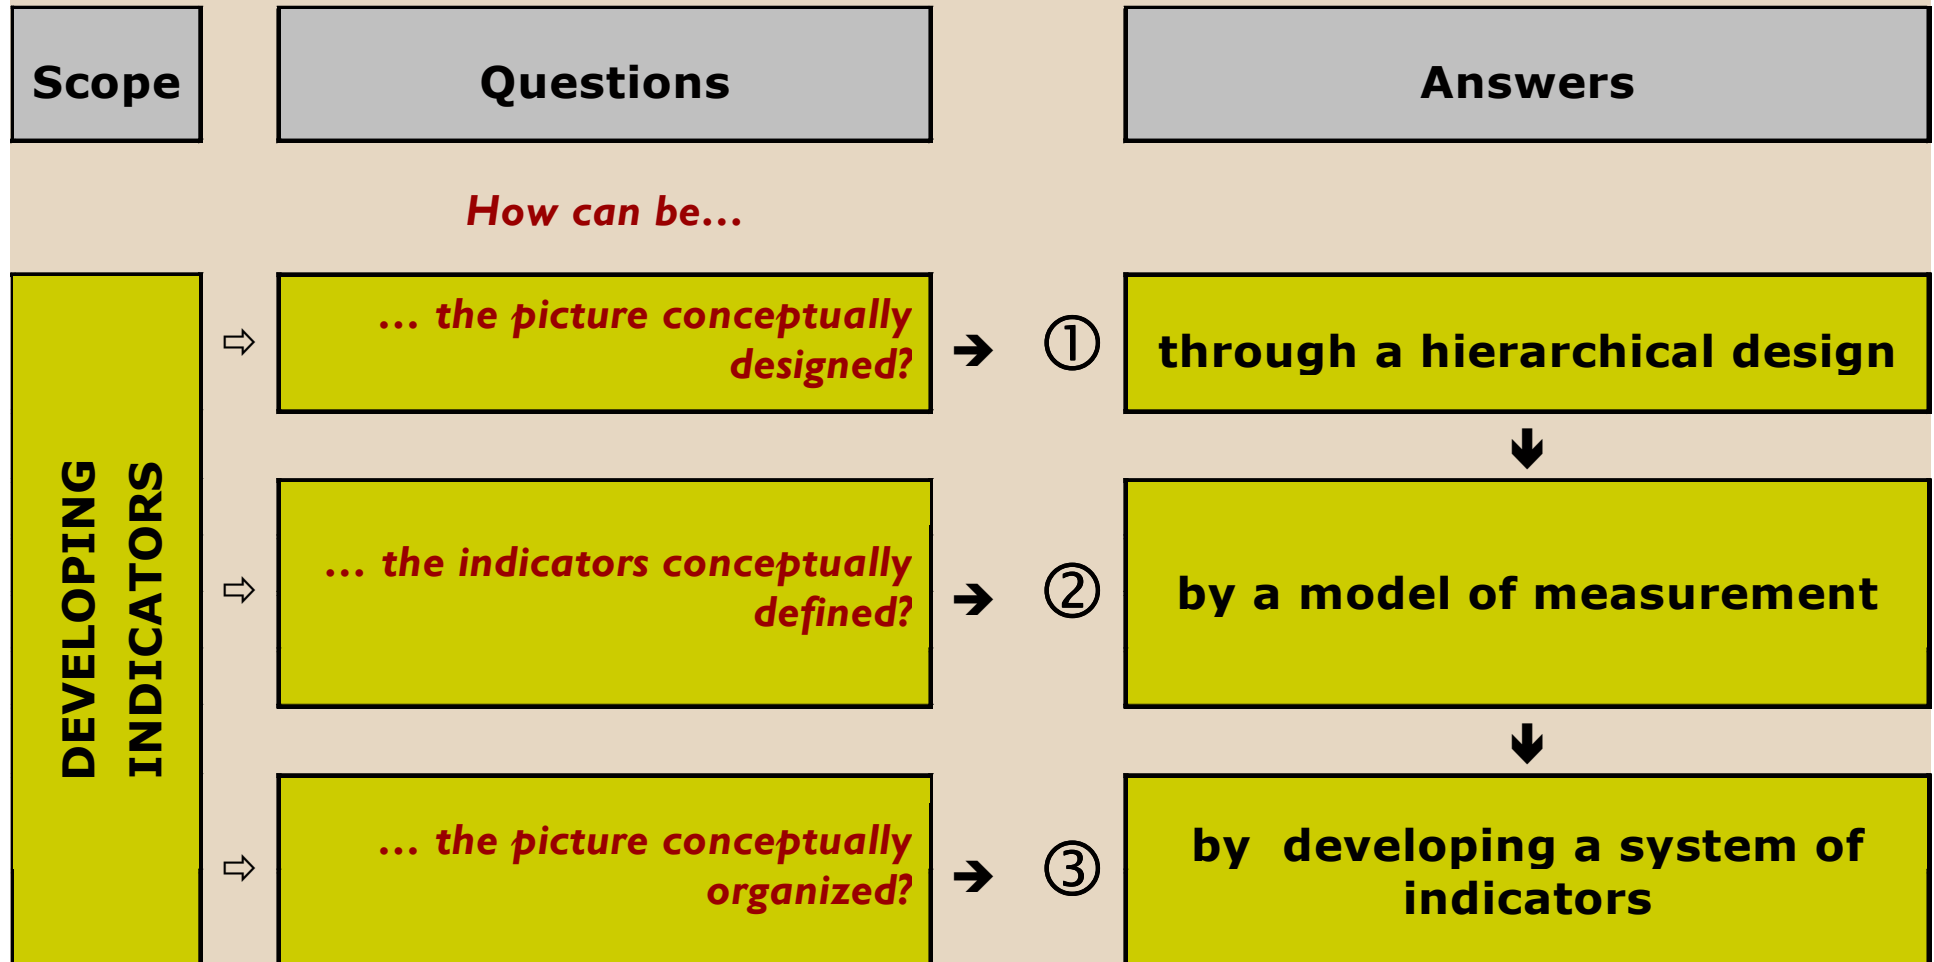 Scope
Questions
Answers
How can be…
DEVELOPING
INDICATORS
… the picture conceptually
designed?
①
through a hierarchical design
… the indicators conceptually
defined?
②
by a model of measurement
… the picture conceptually
organized?
③
by developing a system of
indicators